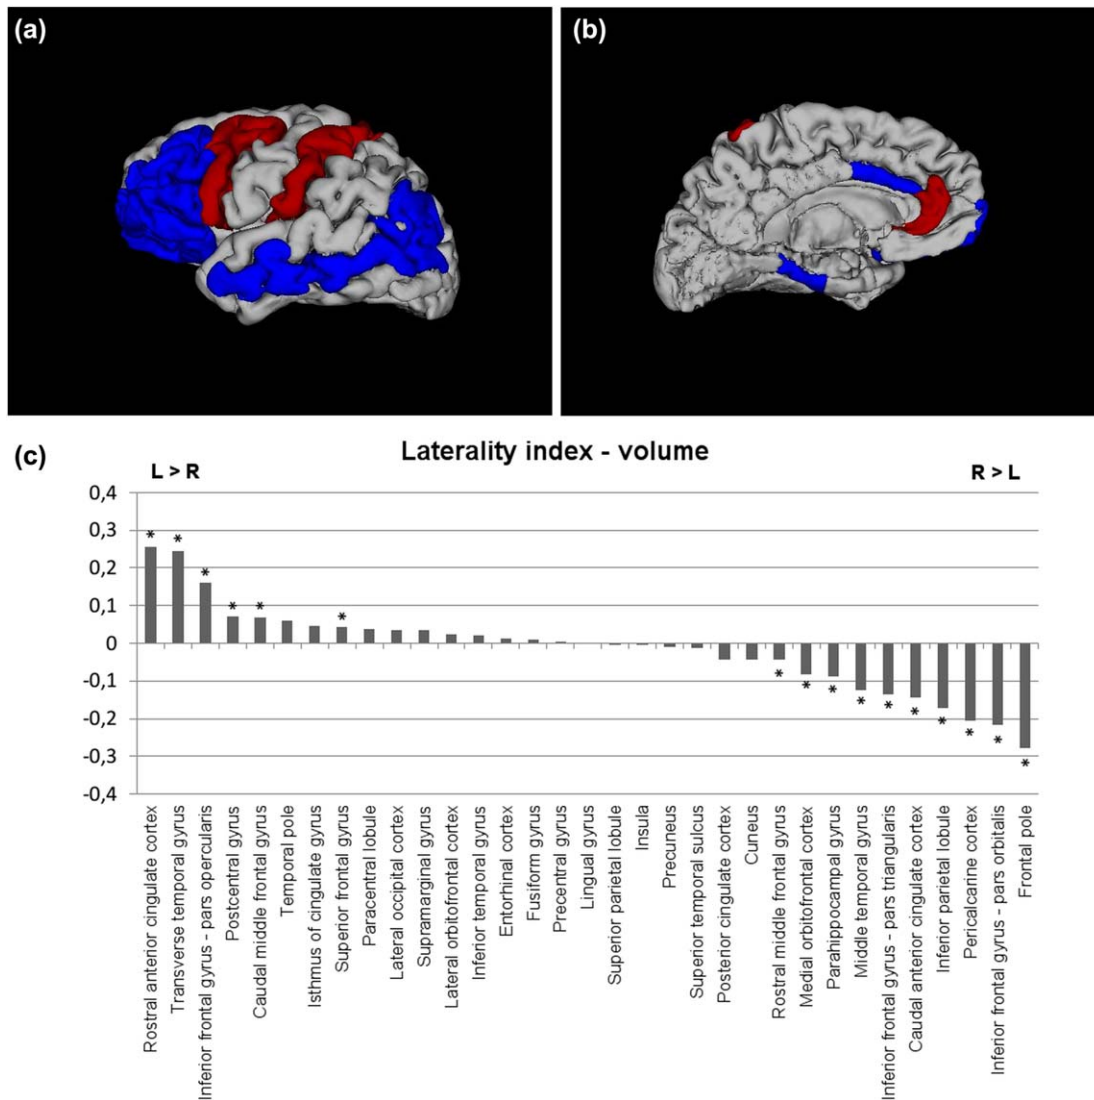 (a)
(b)
(c)
Laterality index - volume
L > R
R > L
0,4
0,3
0,2
0,1
0
-0,1
-0,2
-0,3
-0,4
* * * * * *
* * * * * * * * * *
Rostral anterior cingulate cortex
Transverse temporal gyrus
Inferior frontal gyrus - pars opercularis
Postcentral gyrus
Caudal middle frontal gyrus
Temporal pole
Isthmus of cingulate gyrus
Superior frontal gyrus
Paracentral lobule
Lateral occipital cortex
Supramarginal gyrus
Lateral orbitofrontal cortex
Inferior temporal gyrus
Entorhinal cortex
Fusiform gyrus
Precentral gyrus
Lingual gyrus
Superior parietal lobule
Insula
Precuneus
Superior temporal sulcus
Posterior cingulate cortex
Cuneus
Rostral middle frontal gyrus
Medial orbitofrontal cortex
Parahippocampal gyrus
Middle temporal gyrus
Inferior frontal gyrus - pars triangularis
Caudal anterior cingulate cortex
Inferior parietal lobule
Pericalcarine cortex
Inferior frontal gyrus - pars orbitalis
Frontal pole